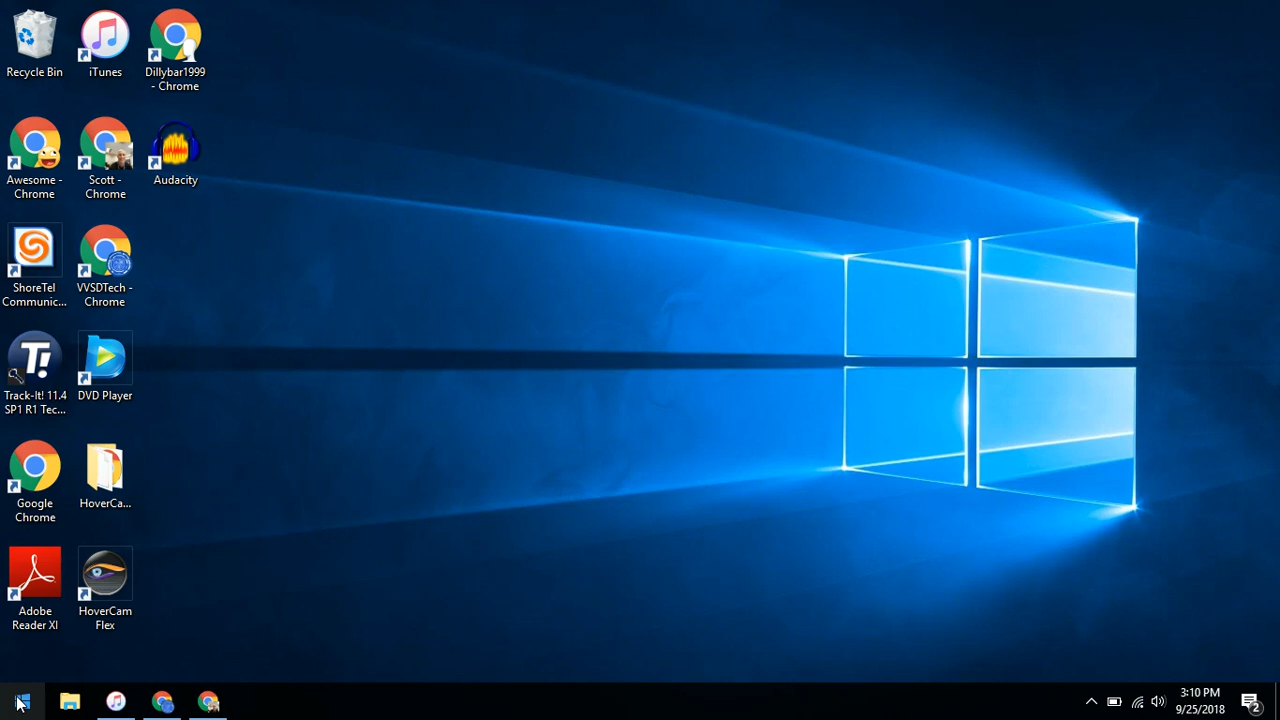 Recycle Bin
iTunes
Dillybar1999
- Chrome
Awesome -
Chrome
Scott -
Chrome
Audacity
ShoreTel
Communic...
VVSDTech -
Chrome
Track-It! 11.4
SP1 R1 Tec...
DVD Player
Google
Chrome
HoverCa...
Adobe
Reader XI
HoverCam
Flex
3:10 PM
9/25/2018
2